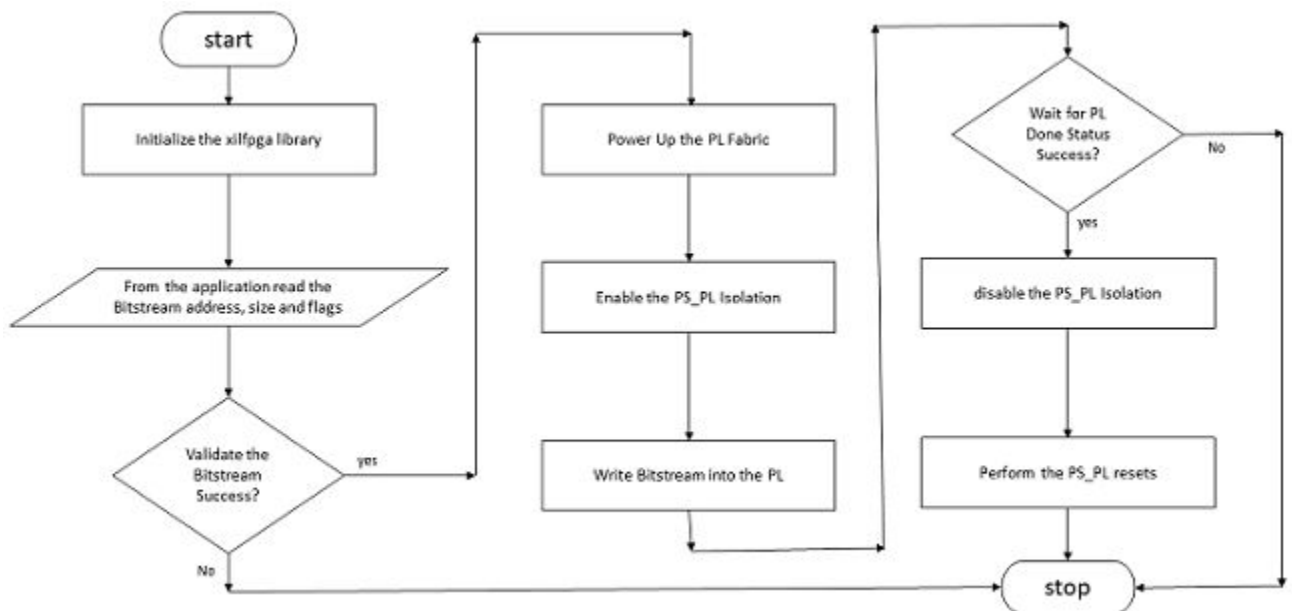 start
Initialize the xilfpga library
From the application read the
Bitstream address, size and flags
Validate the
Bitstream
Success?
yes
No
Power Up the PL Fabric
Enable the PS_PL Isolation
Write Bitstream into the PL
Wait for PL
Done Status
Success?
No
yes
disable the PS_PL Isolation
Perform the PS_PL resets
stop